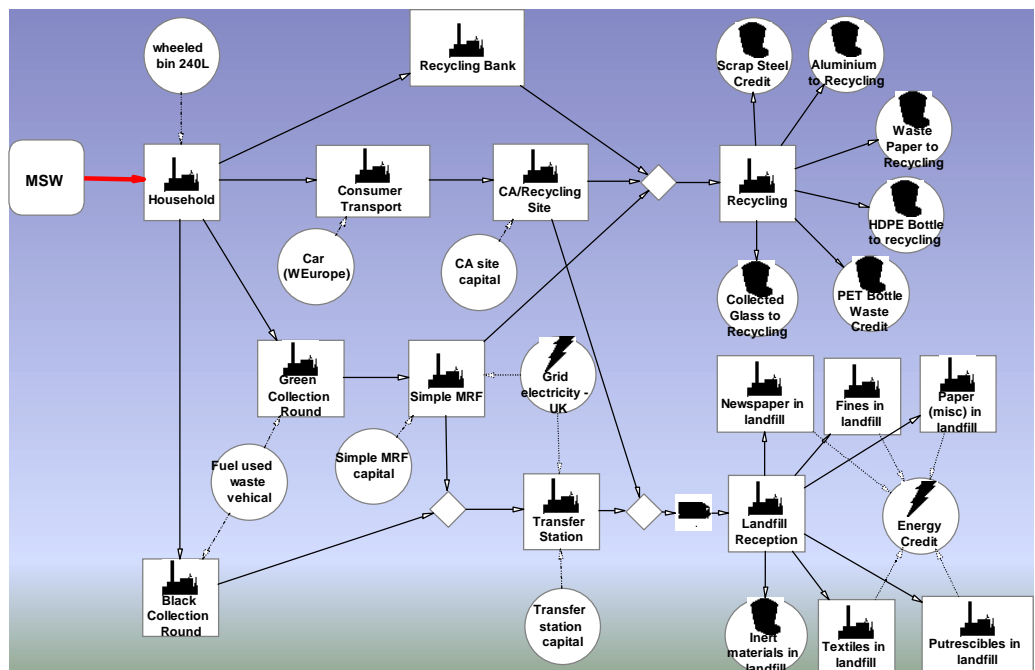 wheeled
bin 240L
Recycling Bank
Scrap Steel
Credit
Aluminium
to Recycling
MSW
Household
Consumer
Transport
CA/Recycling
Site
Recycling
Waste
Paper to
Recycling
HDPE Bottle
to recycling
Car
(WEurope)
CA site
capital
Collected
Glass to
Recycling
PET Bottle
Waste
Credit
Green
Collection
Round
Simple MRF
Grid
electricity -
UK
Newspaper in
landfill
Fines in
landfill
Paper
(misc) in
landfill
Fuel used
waste
vehical
Simple MRF
capital
Transfer
Station
Landfill
Reception
Energy
Credit
Black
Collection
Round
Transfer
station
capital
Inert
materials in
landfill
Textiles in
landfill
Putrescibles in
landfill